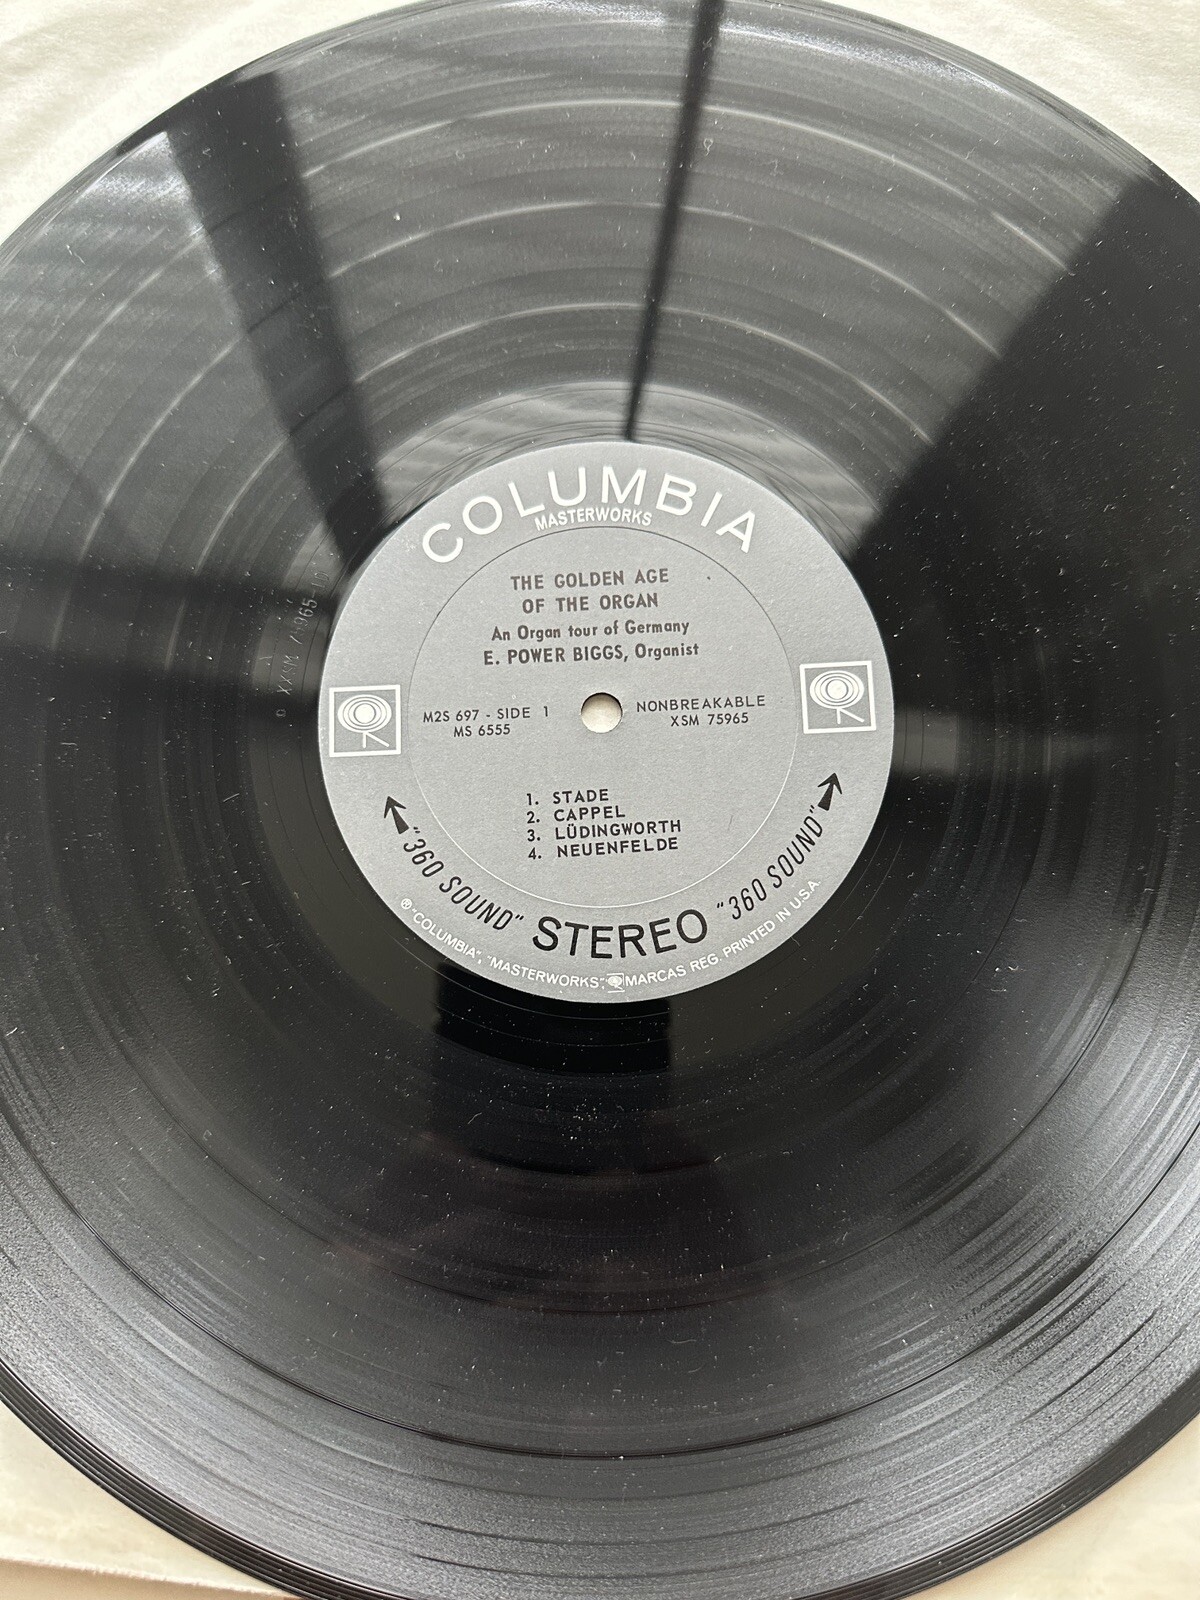 COLUMBIA
MASTERWORKS
THE GOLDEN AGE
OF THE ORGAN
An Organ tour of Germany
E. POWER BIGGS, Organist
M2S 697 - SIDE 1
MS 6555
NONBREAKABLE
XSM 75965
1. STADE
2. CAPPEL
3. LÜDINGWORTH
4. NEUENFELDE
"360 SOUND" STEREO "360 SOUND"
® "COLUMBIA", "MASTERWORKS", MARCAS REG. PRINTED IN U.S.A.